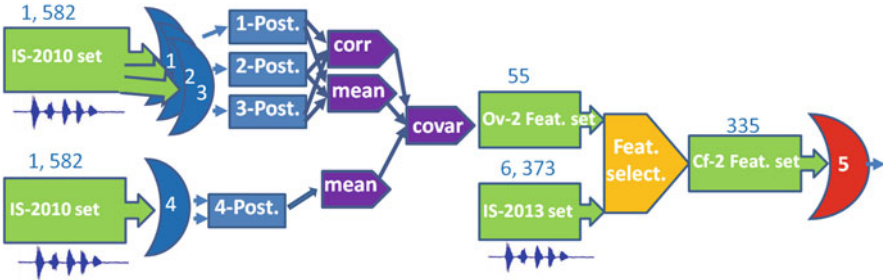 1, 582
IS-2010 set
1
2
3
1-Post.
2-Post.
3-Post.
corr
mean
covar
1, 582
IS-2010 set
4
4-Post.
mean
55
Ov-2 Feat. set
6, 373
IS-2013 set
Feat.
select.
335
Cf-2 Feat. set
5